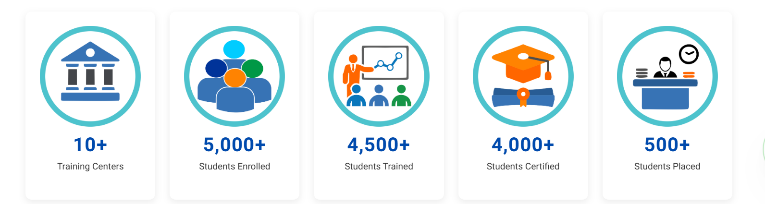 10+
Training Centers
5,000+
Students Enrolled
4,500+
Students Trained
4,000+
Students Certified
500+
Students Placed